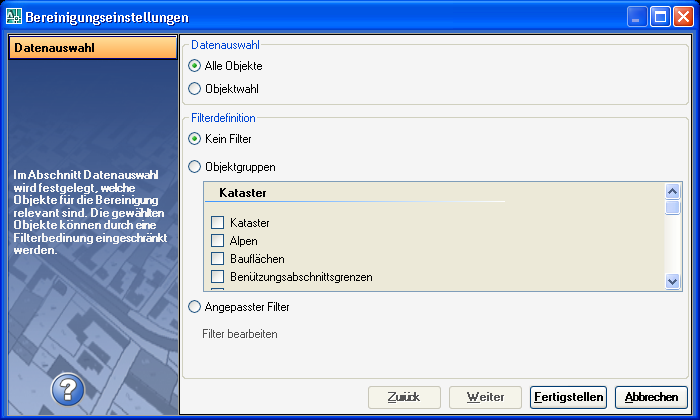 Bereinigungseinstellungen
Datenauswahl
Im Abschnitt Datenauswahl
wird festgelegt, welche
Objekte für die Bereinigung
relevant sind. Die gewählten
Objekte können durch eine
Filterbedinung eingeschränkt
werden.
Datenauswahl
Alle Objekte
Objektwahl
Filterdefinition
Kein Filter
Objektgruppen
Kataster
Kataster
Alpen
Bauflächen
Benützungsabschnittsgrenzen
Angepasster Filter
Filter bearbeiten
?
Zurück
Weiter
Fertigstellen
Abbrechen